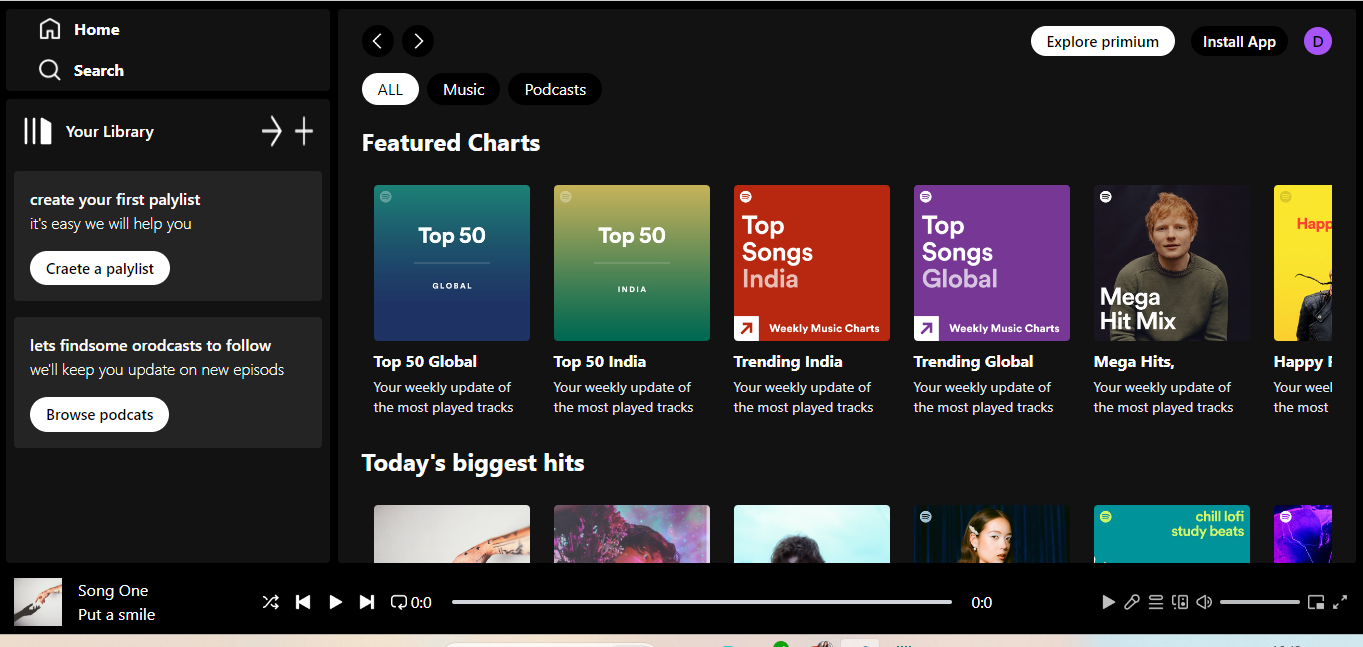 Home
Search
Your Library
create your first palylist
it's easy we will help you
Craete a palylist
lets findsome orodcasts to follow
we'll keep you update on new episods
Browse podcats
Explore primium
Install App
D
ALL
Music
Podcasts
Featured Charts
Top 50
GLOBAL
Top 50
INDIA
Top
Songs
India
Weekly Music Charts
Top
Songs
Global
Weekly Music Charts
Mega
Hit Mix
Happ
Top 50 Global
Your weekly update of
the most played tracks
Top 50 India
Your weekly update of
the most played tracks
Trending India
Your weekly update of
the most played tracks
Trending Global
Your weekly update of
the most played tracks
Mega Hits,
Your weekly update of
the most played tracks
Happy
Your
the most
Today's biggest hits
chill lofi
study beats
Song One
Put a smile
0:0
0:0